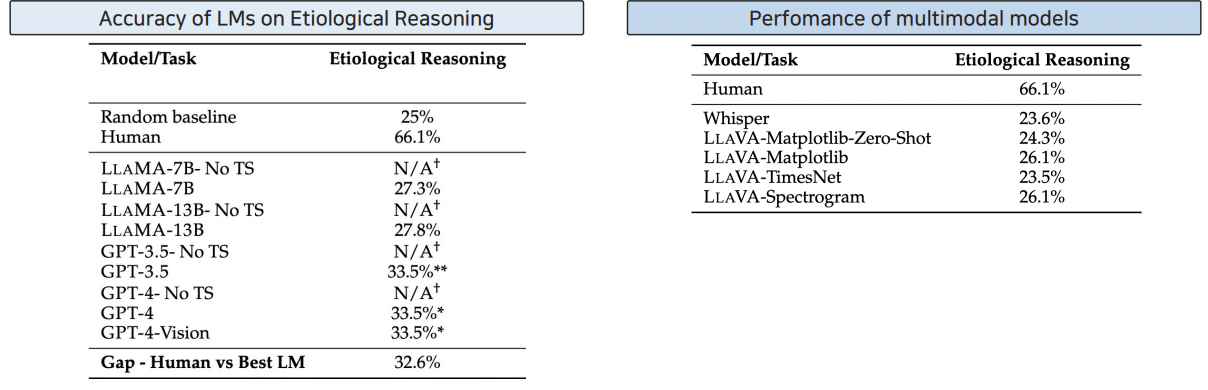 Accuracy of LMs on Etiological Reasoning
Model/Task Etiological Reasoning
Random baseline 25%
Human 66.1%
LLAMA-7B- No TS N/A†
LLAMA-7B 27.3%
LLAMA-13B- No TS N/A†
LLAMA-13B 27.8%
GPT-3.5- No TS N/A†
GPT-3.5 33.5%**
GPT-4- No TS N/A†
GPT-4 33.5%*
GPT-4-Vision 33.5%*
Gap - Human vs Best LM 32.6%
Perfomance of multimodal models
Model/Task Etiological Reasoning
Human 66.1%
Whisper 23.6%
LLAVA-Matplotlib-Zero-Shot 24.3%
LLAVA-Matplotlib 26.1%
LLAVA-TimesNet 23.5%
LLAVA-Spectrogram 26.1%